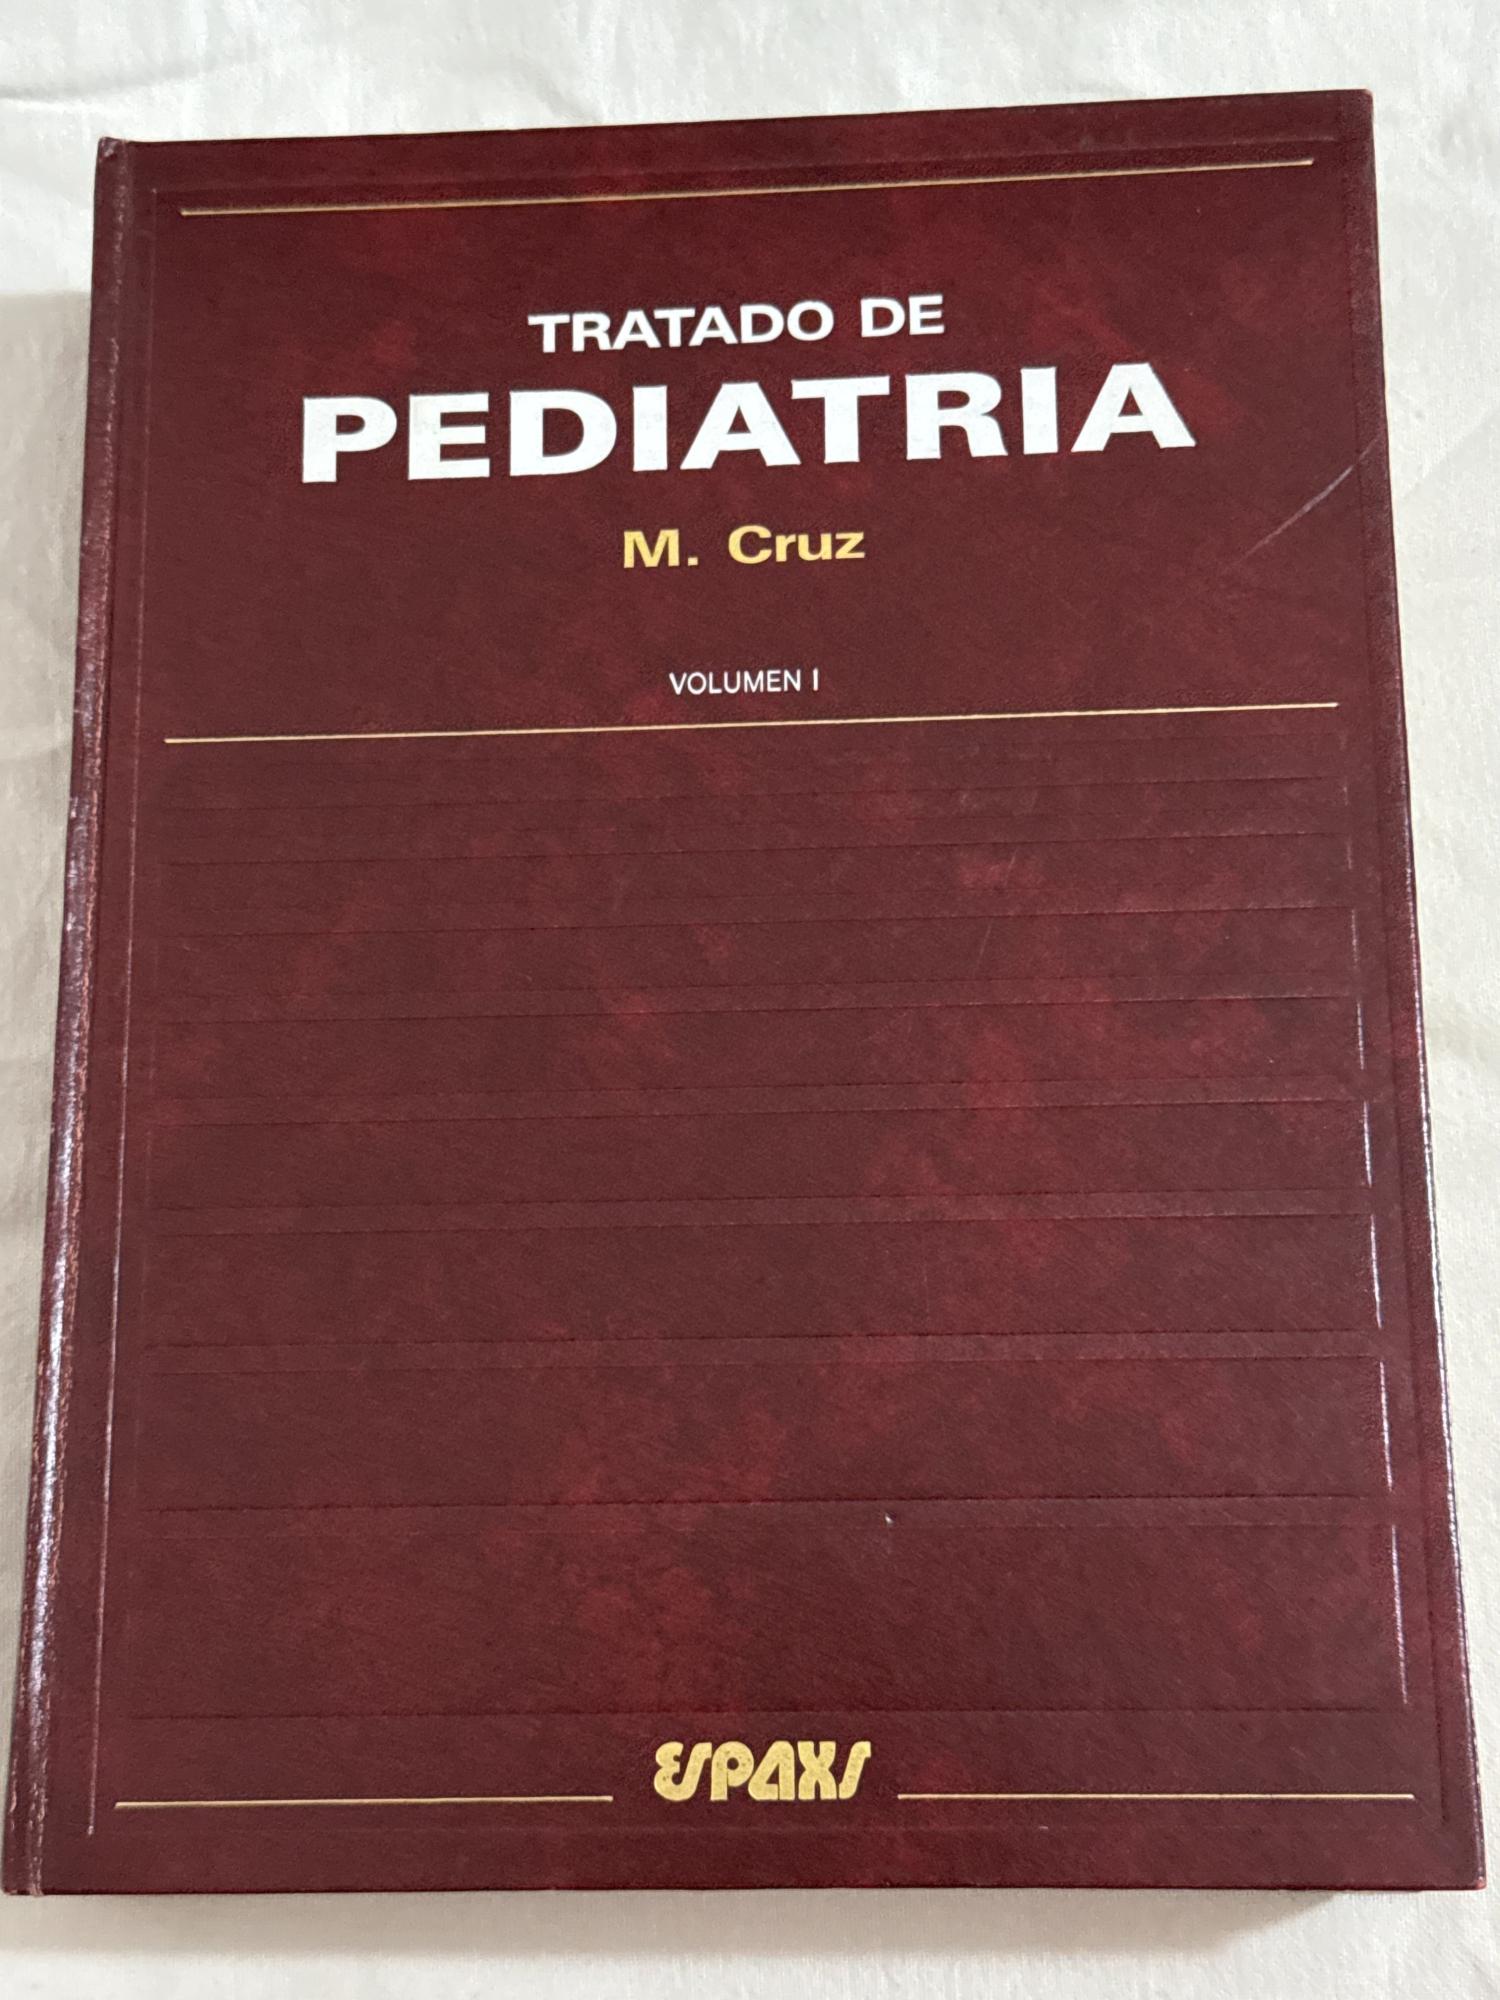 TRATADO DE
PEDIATRIA
M. Cruz
VOLUMEN I
ESPAXS